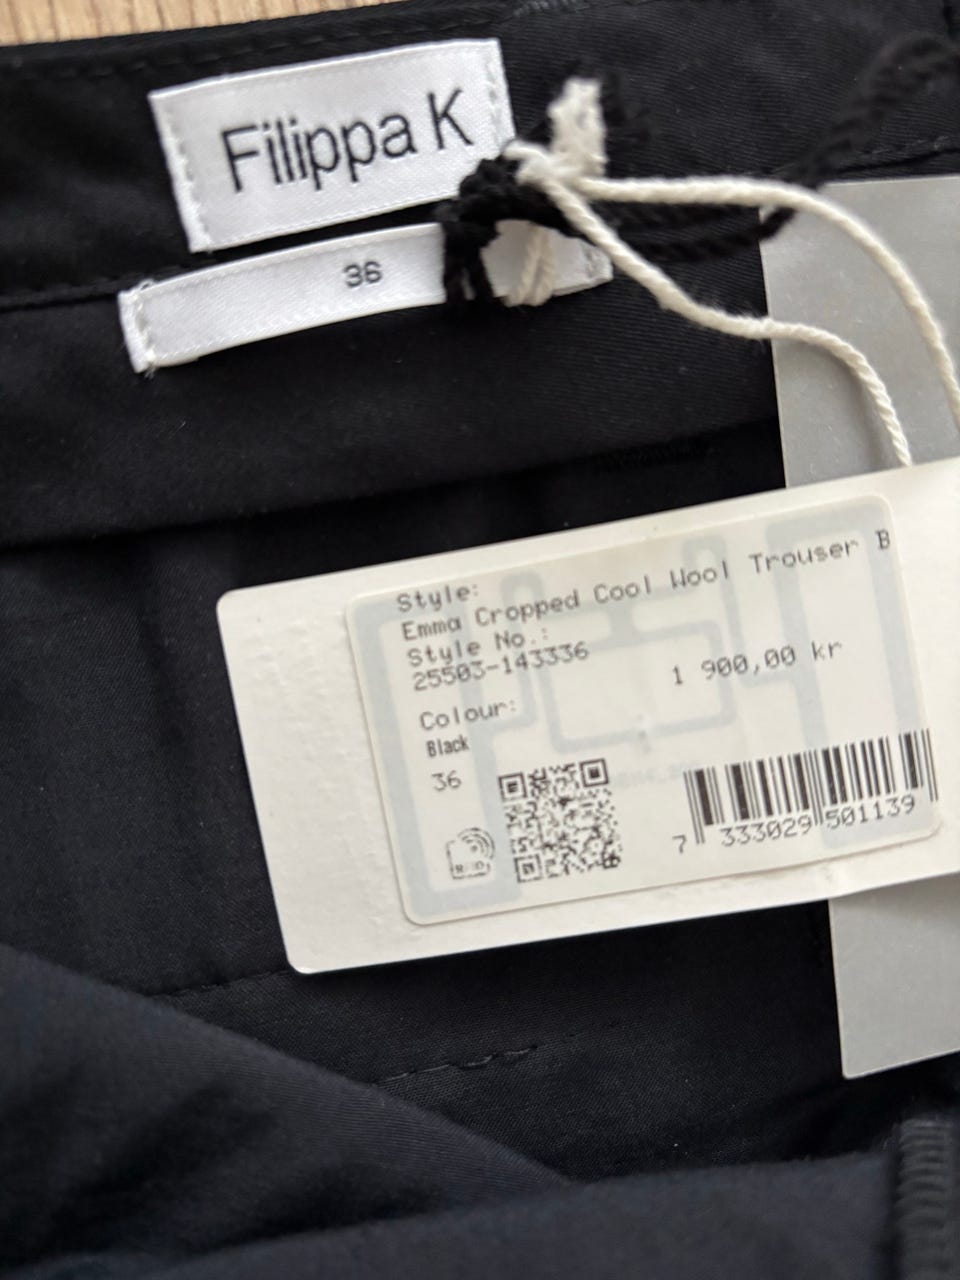 Filippa K
36
Style:
Emma Cropped Cool Wool Trouser B
Style No.:
25503-143336
1 900,00 kr
Colour:
Black
36
RFID
7 333029 501139